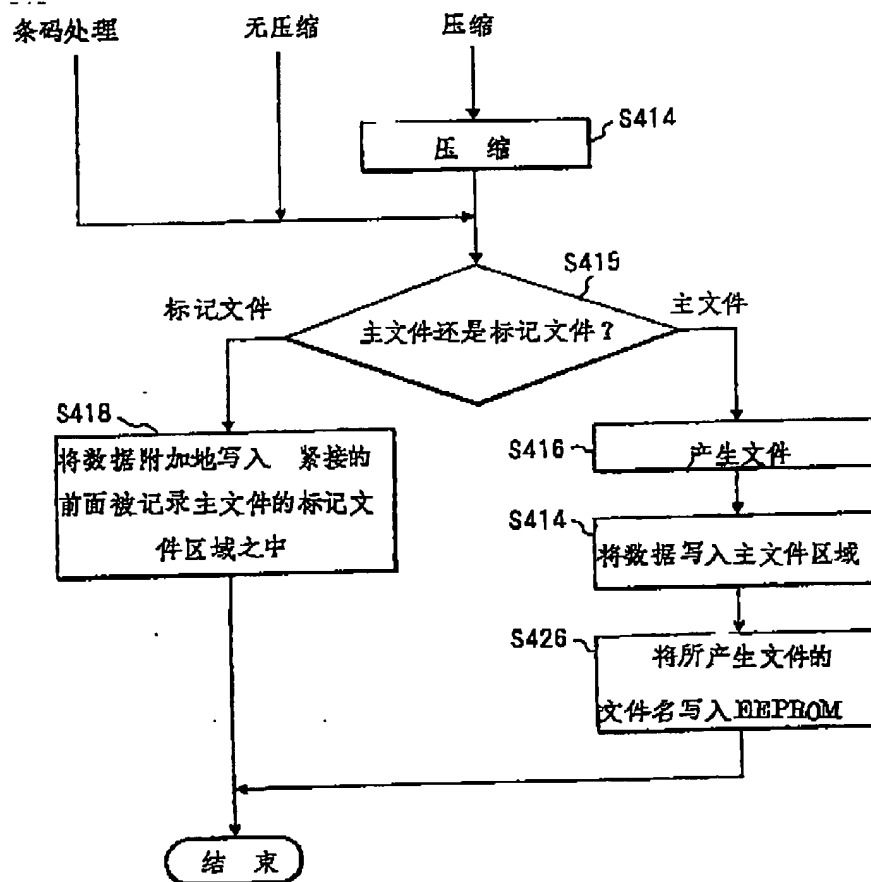 条码处理
无压缩
压缩
S414
压 缩
S415
标记文件
主文件
主文件还是标记文件?
S418
将数据附加地写入 紧接的
前面被记录主文件的标记文
件区域之中
S416
产生文件
S414
将数据写入主文件区域
S426
将所产生文件的
文件名写入EEPROM
结 束